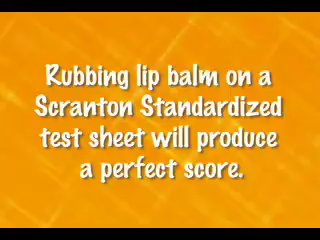 Rubbing lip balm on a
Scranton Standardized
test sheet will produce
a perfect score.